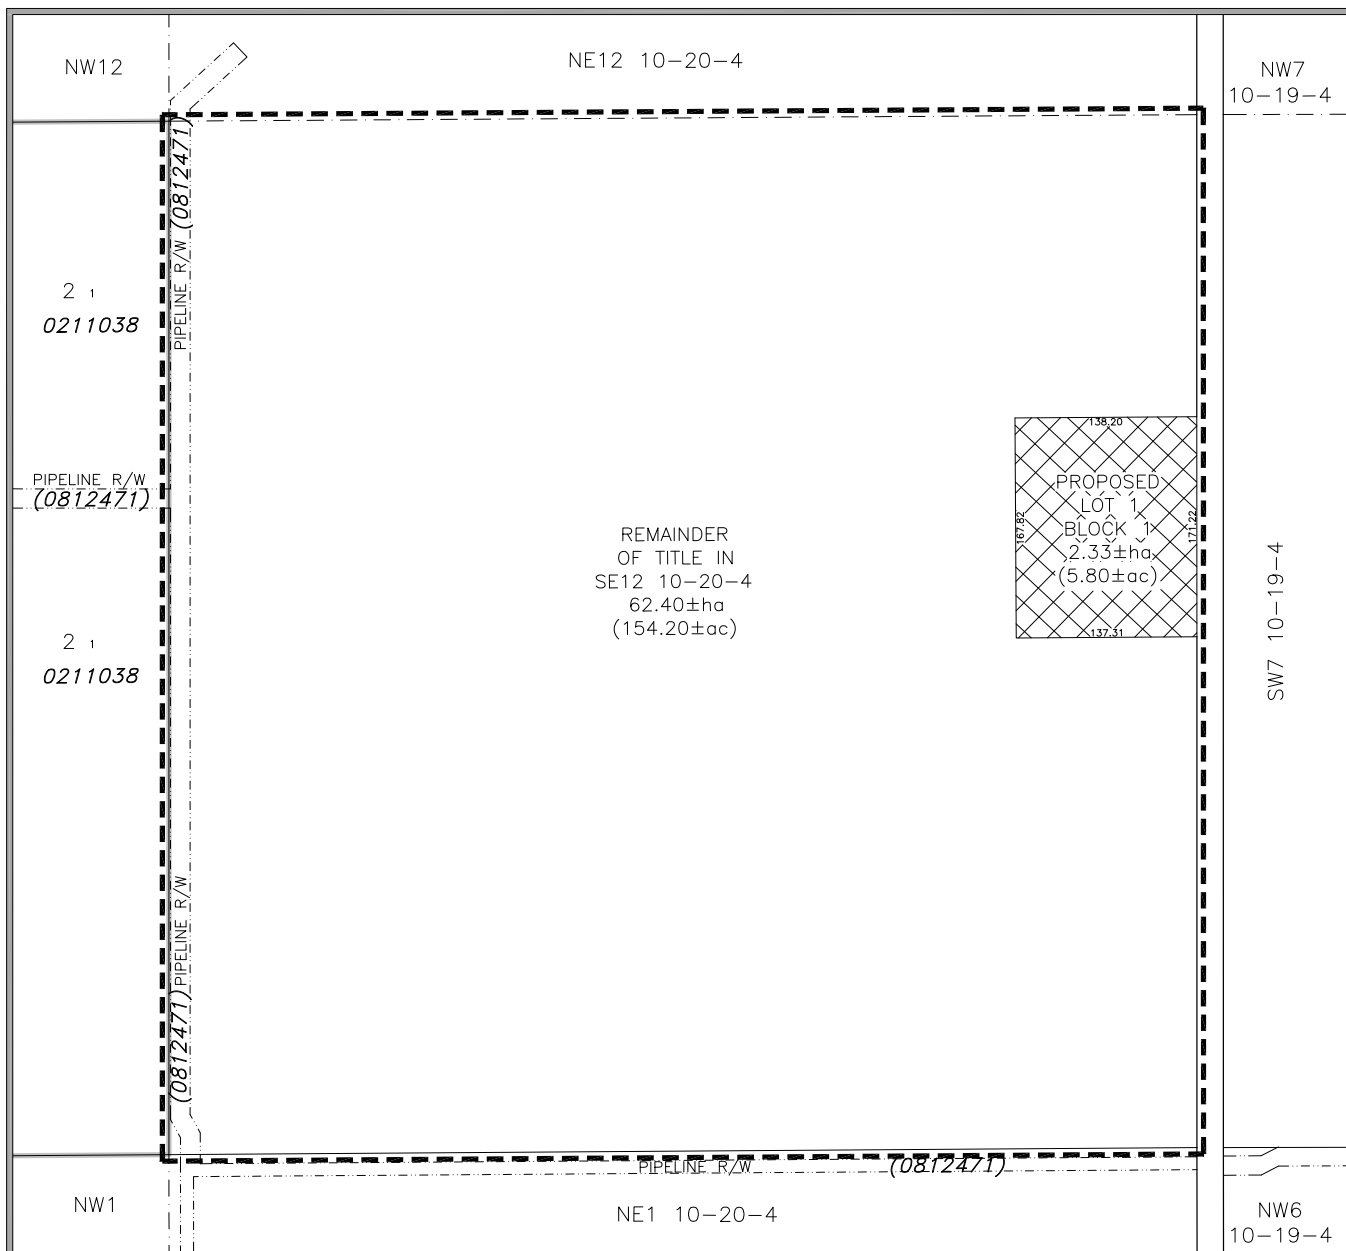 NW12
NE12 10-20-4
NW7
10-19-4
PIPELINE R/W (0812471)
2 1
0211038
PIPELINE R/W
(0812471)
138.20
167.82
171.22
PROPOSED
LOT 1
BLOCK 1
2.33±ha
(5.80±ac)
137.31
REMAINDER
OF TITLE IN
SE12 10-20-4
62.40±ha
(154.20±ac)
SW7 10-19-4
2 1
0211038
(0812471) PIPELINE R/W
PIPELINE R/W (0812471)
NW1
NE1 10-20-4
NW6
10-19-4